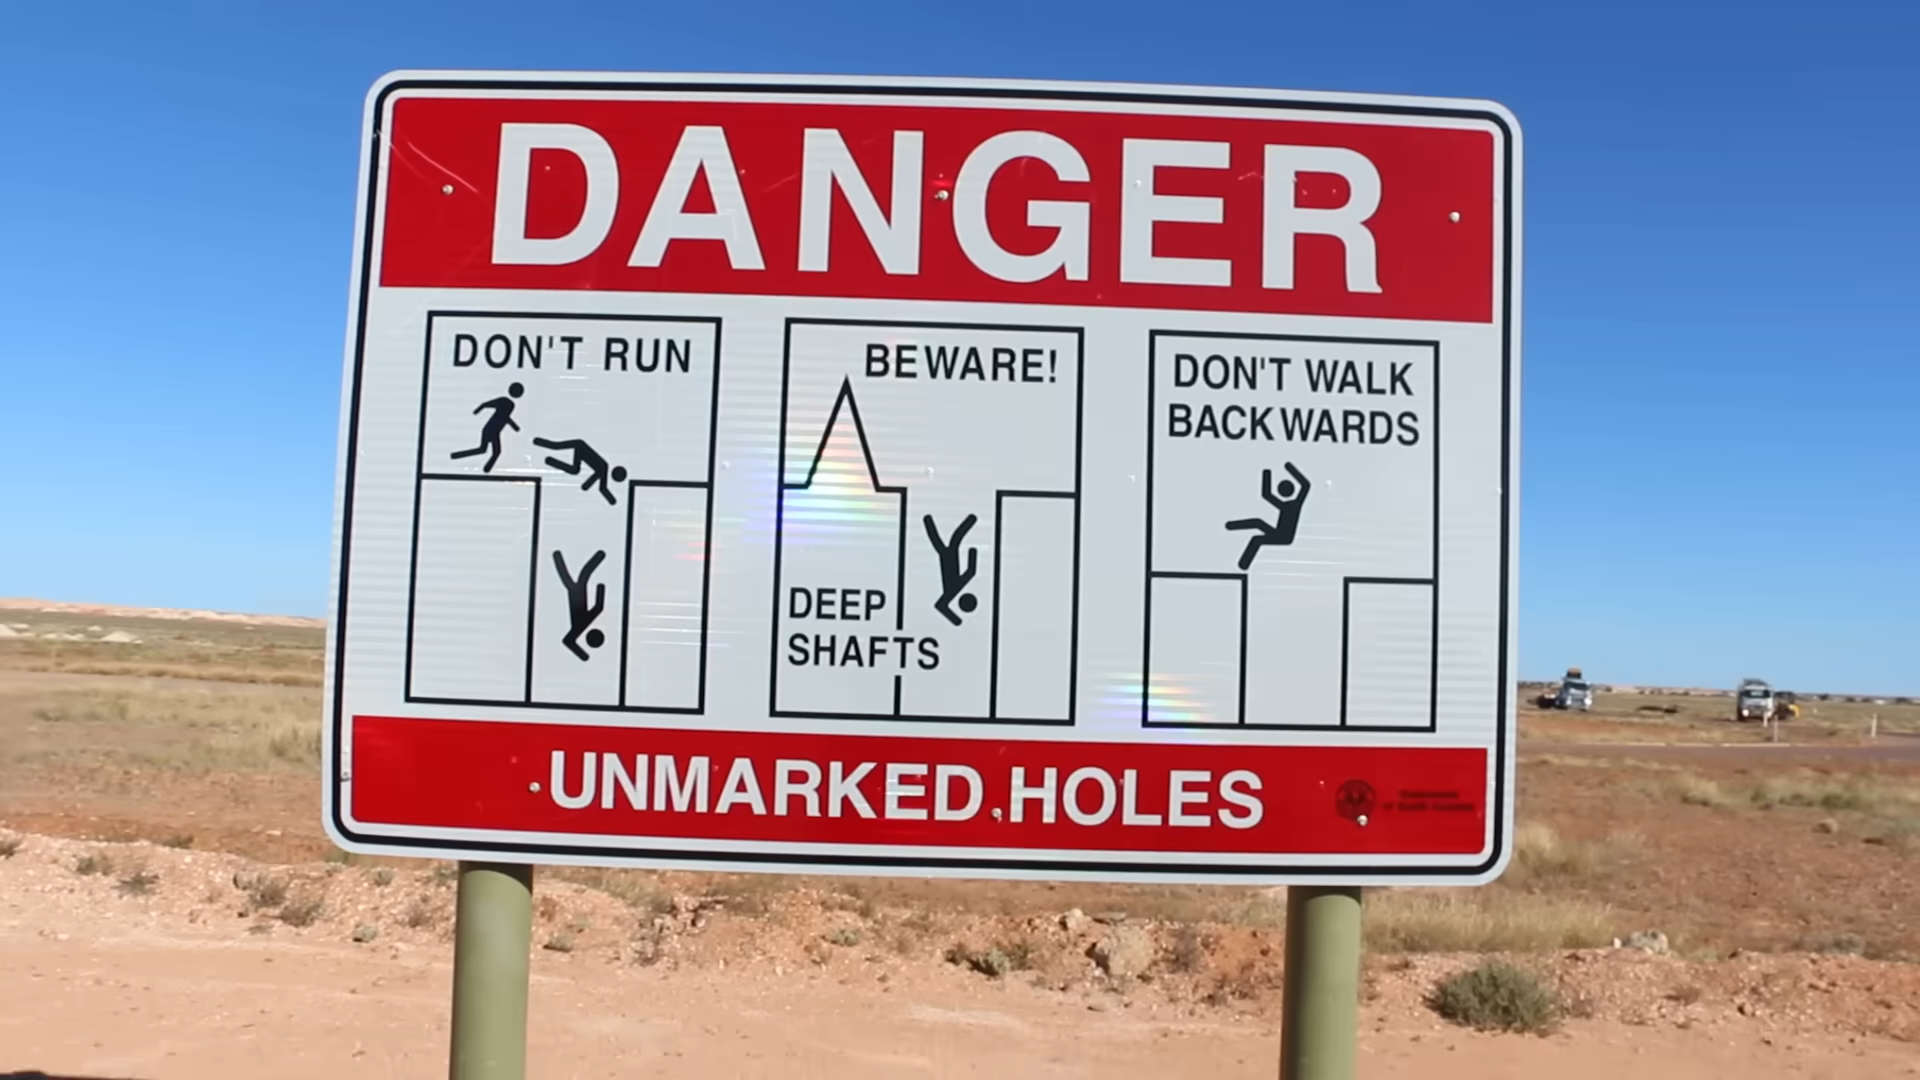 DANGER
DON'T RUN
BEWARE!
DEEP
SHAFTS
DON'T WALK
BACKWARDS
UNMARKED HOLES